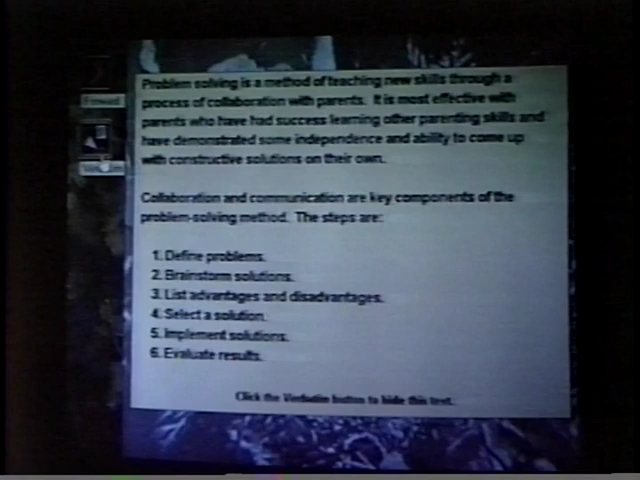 Problem solving is a method of teaching new skills through a
process of collaboration with parents. It is most effective with
parents who have had success learning other parenting skills and
have demonstrated some independence and ability to come up
with constructive solutions on their own.
Collaboration and communication are key components of the
problem-solving method. The steps are:
1. Define problems.
2. Brainstorm solutions.
3. List advantages and disadvantages.
4. Select a solution.
5. Implement solutions.
6. Evaluate results.
Click the Verbatim button to hide this text.